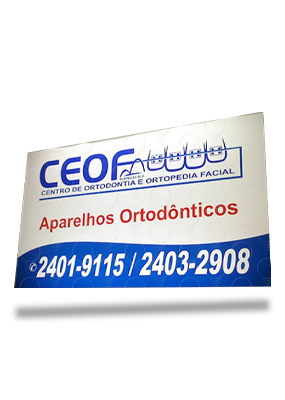 CEOF
CENTRO DE ORTODONTIA E ORTOPEDIA FACIAL
Aparelhos Ortodônticos
2401-9115 / 2403-2908